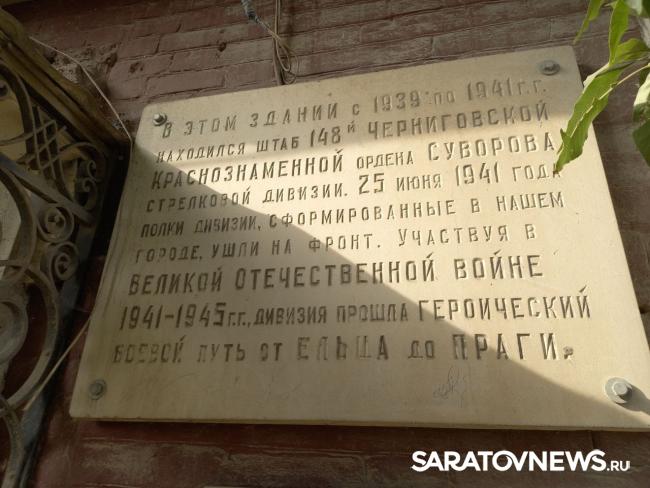 В ЭТОМ ЗДАНИИ с 1939 по 1941 г.г.
НАХОДИЛСЯ ШТАБ 148й ЧЕРНИГОВСКОЙ
КРАСНОЗНАМЕННОЙ ОРДЕНА СУВОРОВА
СТРЕЛКОВОЙ ДИВИЗИИ. 25 ИЮНЯ 1941 ГОДА
ПОЛКИ ДИВИЗИИ, СФОРМИРОВАННЫЕ В НАШЕМ
ГОРОДЕ, УШЛИ НА ФРОНТ. УЧАСТВУЯ В
ВЕЛИКОЙ ОТЕЧЕСТВЕННОЙ ВОЙНЕ
1941-1945 г.г., ДИВИЗИЯ ПРОШЛА ГЕРОИЧЕСКИЙ
БОЕВОЙ ПУТЬ от ЕЛЬЦА до ПРАГИ.
SARATOVNEWS.RU